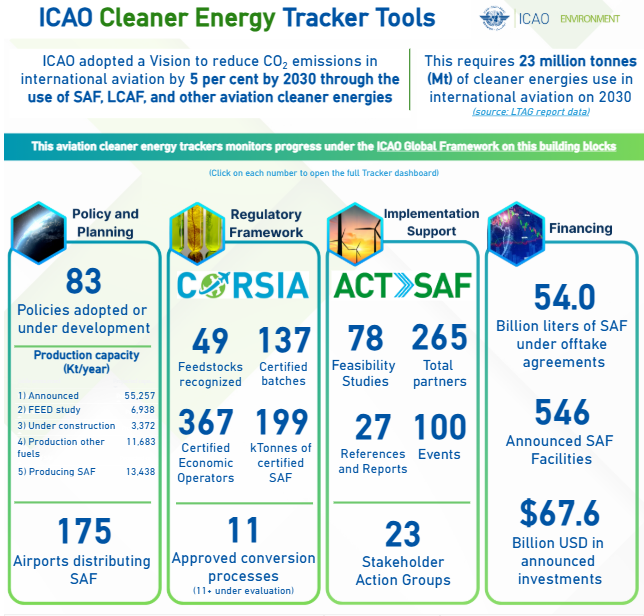 ICAO Cleaner Energy Tracker Tools
ICAO ENVIRONMENT
ICAO adopted a Vision to reduce CO2 emissions in
international aviation by 5 per cent by 2030 through the
use of SAF, LCAF, and other aviation cleaner energies
This requires 23 million tonnes
(Mt) of cleaner energies use in
international aviation on 2030
(source: LTAG report data)
This aviation cleaner energy trackers monitors progress under the ICAO Global Framework on this building blocks
(Click on each number to open the full Tracker dashboard)
Policy and
Planning
83
Policies adopted or
under development
Production capacity
(Kt/year)
1) Announced 55,257
2) FEED study 6,938
3) Under construction 3,372
4) Production other 11,683
fuels
5) Producing SAF 13,438
175
Airports distributing
SAF
Regulatory
Framework
CORSIA
49
Feedstocks
recognized
137
Certified
batches
367
Certified
Economic
Operators
199
kTonnes of
certified
SAF
11
Approved conversion
processes
(11+ under evaluation)
Implementation
Support
ACT SAF
78
Feasibility
Studies
265
Total
partners
27
References
and Reports
100
Events
23
Stakeholder
Action Groups
Financing
54.0
Billion liters of SAF
under offtake
agreements
546
Announced SAF
Facilities
$67.6
Billion USD in
announced
investments